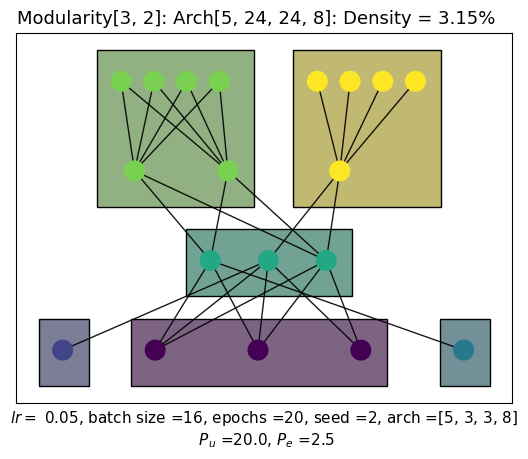 Modularity[3, 2]: Arch[5, 24, 24, 8]: Density = 3.15%
lr = 0.05, batch size =16, epochs =20, seed =2, arch =[5, 3, 3, 8]
P_u =20.0, P_e =2.5